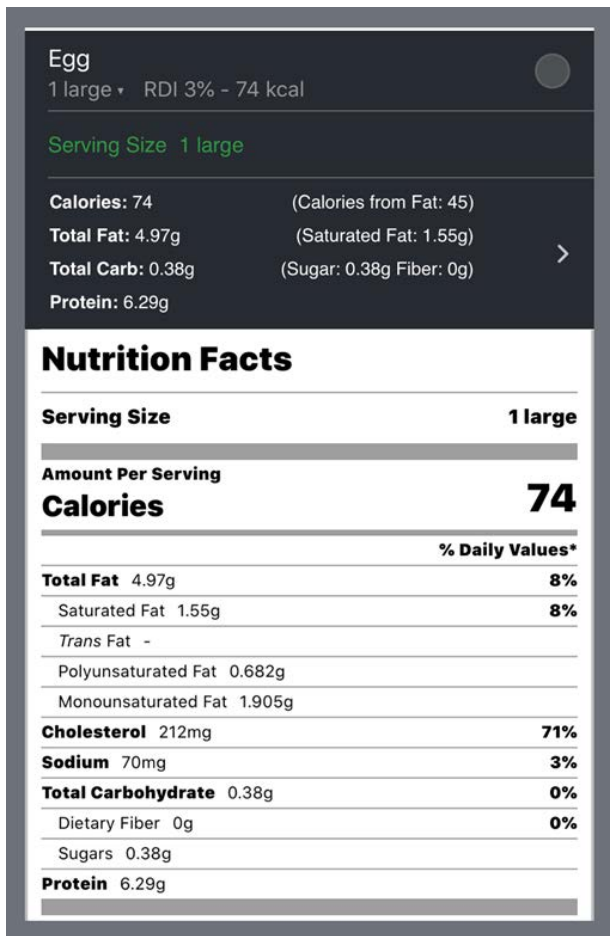 Egg
1 large ▾ RDI 3% - 74 kcal
Serving Size 1 large
Calories: 74 (Calories from Fat: 45)
Total Fat: 4.97g (Saturated Fat: 1.55g)
Total Carb: 0.38g (Sugar: 0.38g Fiber: 0g)
Protein: 6.29g
Nutrition Facts
Serving Size 1 large
Amount Per Serving
Calories 74
% Daily Values*
Total Fat 4.97g 8%
Saturated Fat 1.55g 8%
Trans Fat -
Polyunsaturated Fat 0.682g
Monounsaturated Fat 1.905g
Cholesterol 212mg 71%
Sodium 70mg 3%
Total Carbohydrate 0.38g 0%
Dietary Fiber 0g 0%
Sugars 0.38g
Protein 6.29g